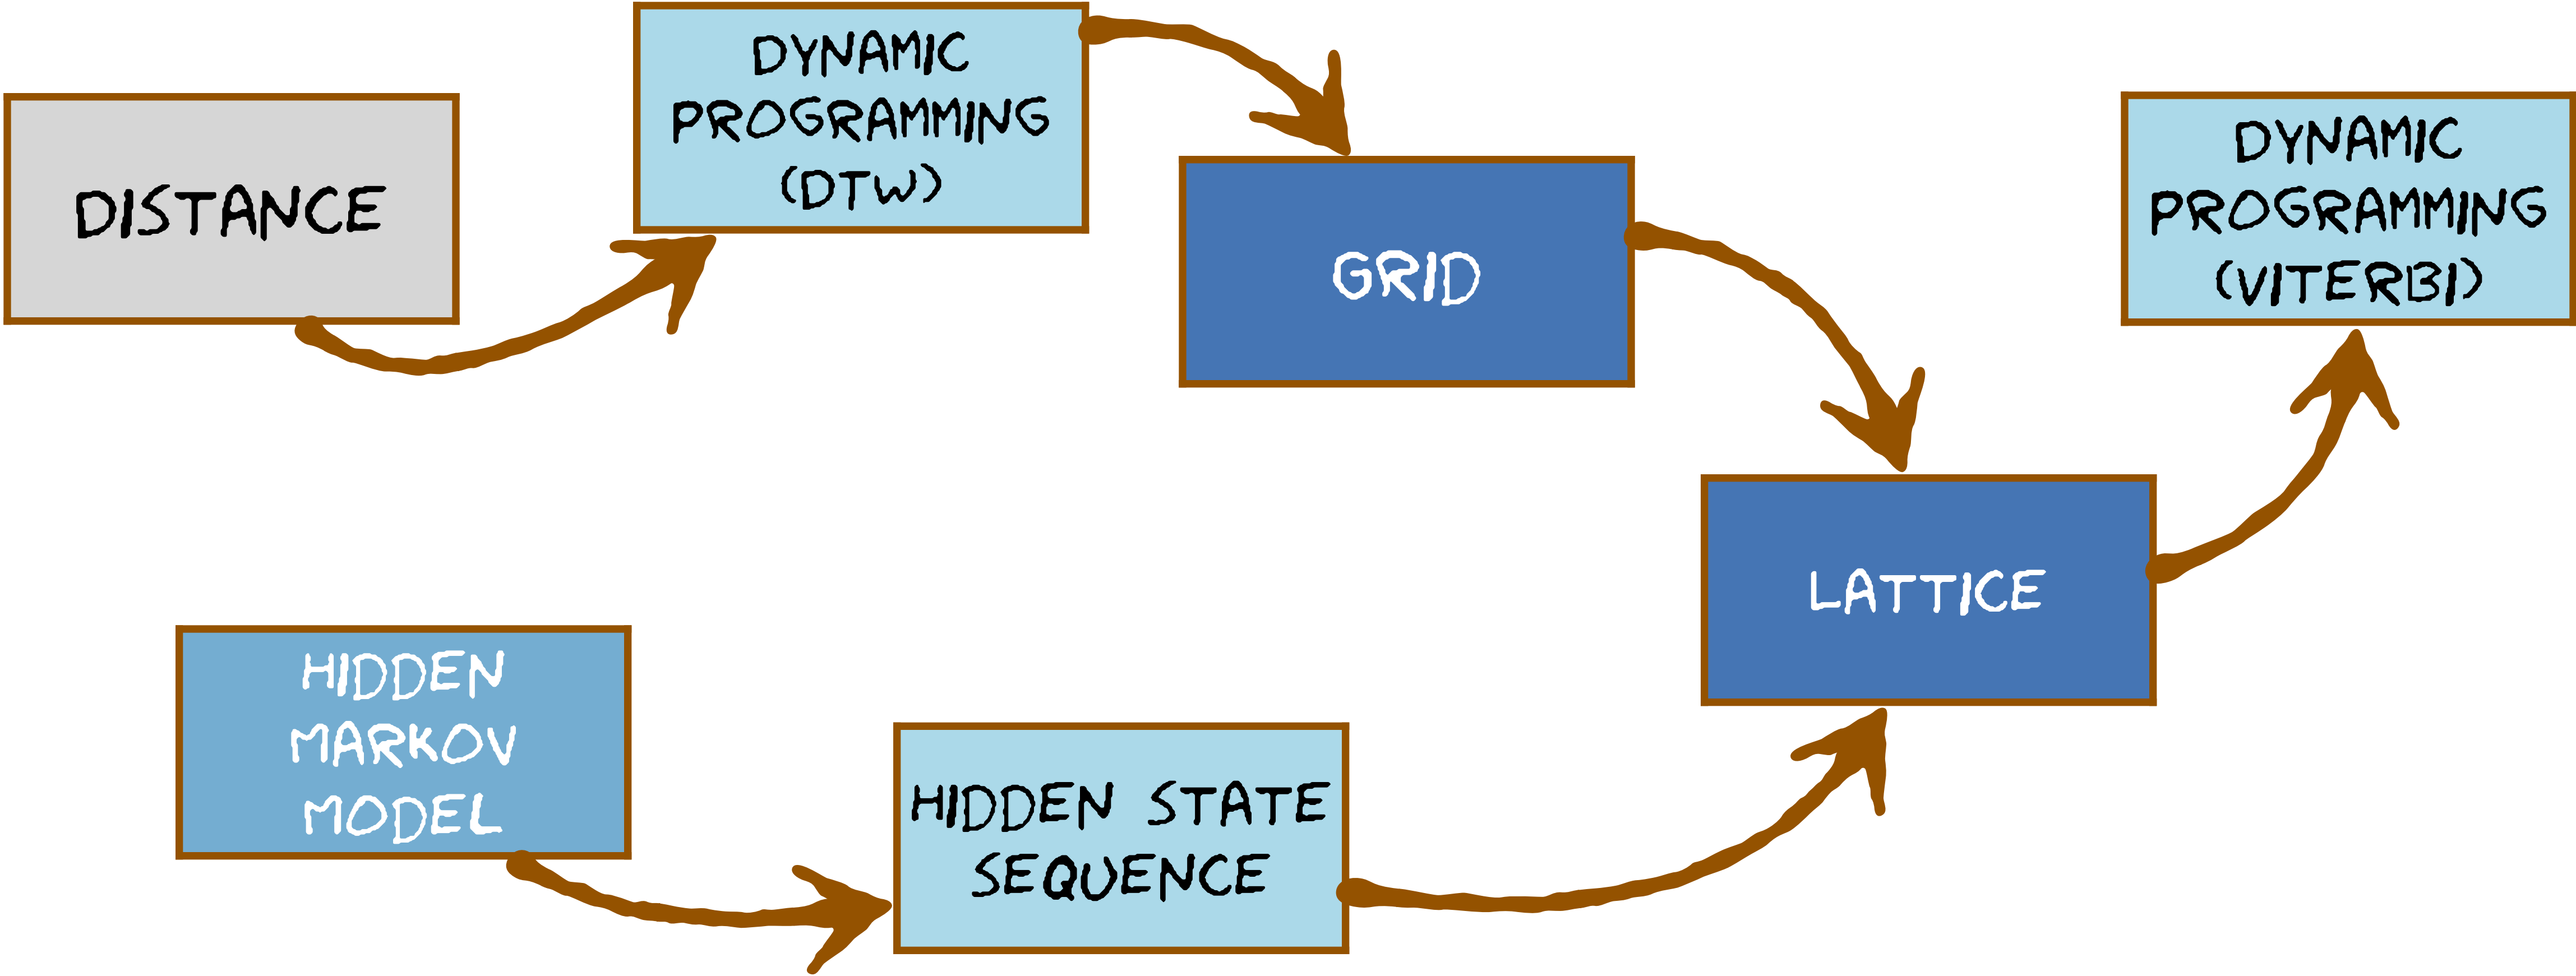 DISTANCE
DYNAMIC
PROGRAMMING
(DTW)
GRID
LATTICE
DYNAMIC
PROGRAMMING
(VITERBI)
HIDDEN
MARKOV
MODEL
HIDDEN STATE
SEQUENCE